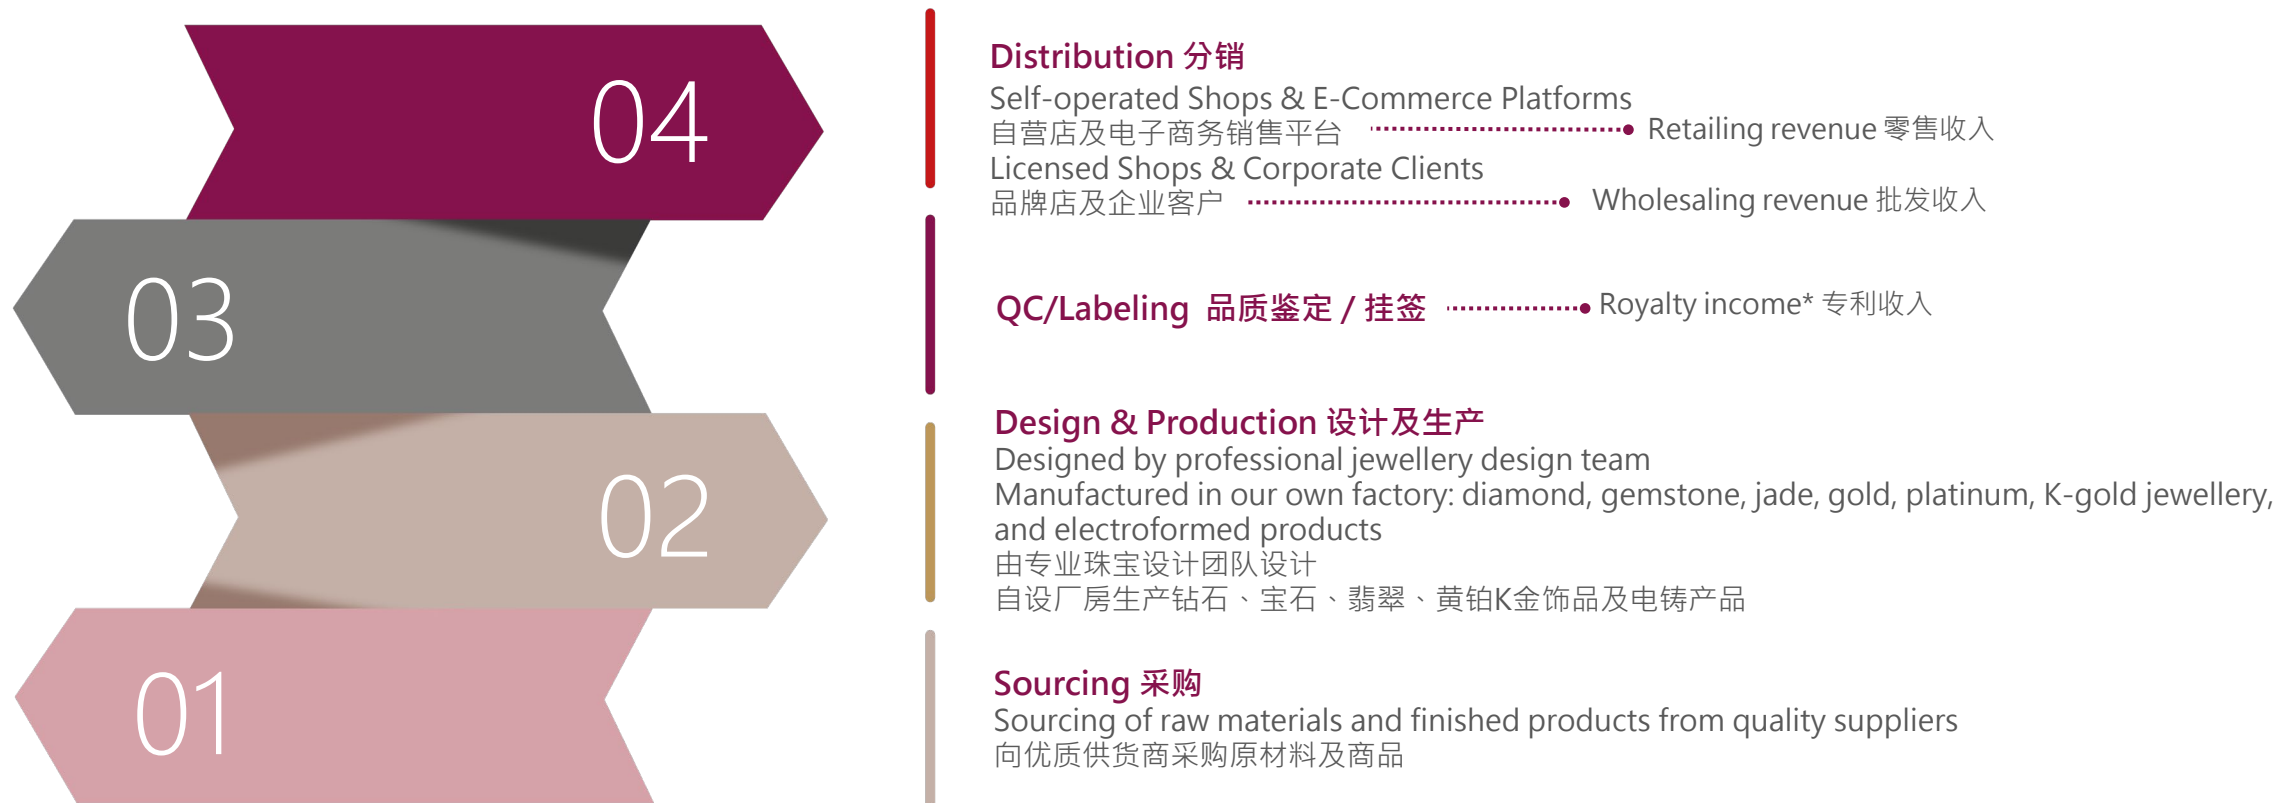 04
Distribution 分销
Self-operated Shops & E-Commerce Platforms
自营店及电子商务销售平台 Retailing revenue 零售收入
Licensed Shops & Corporate Clients
品牌店及企业客户 Wholesaling revenue 批发收入
03
QC/Labeling 品质鉴定 / 挂签 Royalty income* 专利收入
02
Design & Production 设计及生产
Designed by professional jewellery design team
Manufactured in our own factory: diamond, gemstone, jade, gold, platinum, K-gold jewellery,
and electroformed products
由专业珠宝设计团队设计
自设厂房生产钻石、宝石、翡翠、黄铂K金饰品及电铸产品
01
Sourcing 采购
Sourcing of raw materials and finished products from quality suppliers
向优质供货商采购原材料及商品